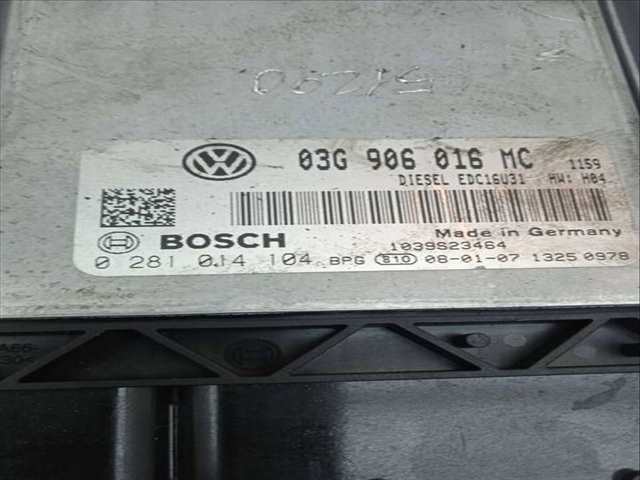 51290
03G 906 016 MC 1159
DIESEL EDC16U31 HW: H04
Made in Germany
BOSCH 1039S23464
0 281 014 104 BPG 810 08-01-07 1325 0978